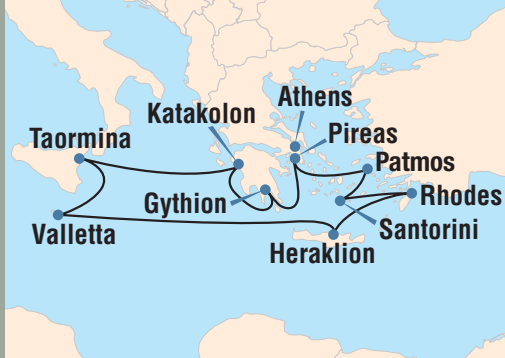 Athens
Katakolon
Pireas
Taormina
Patmos
Rhodes
Gythion
Santorini
Valletta
Heraklion